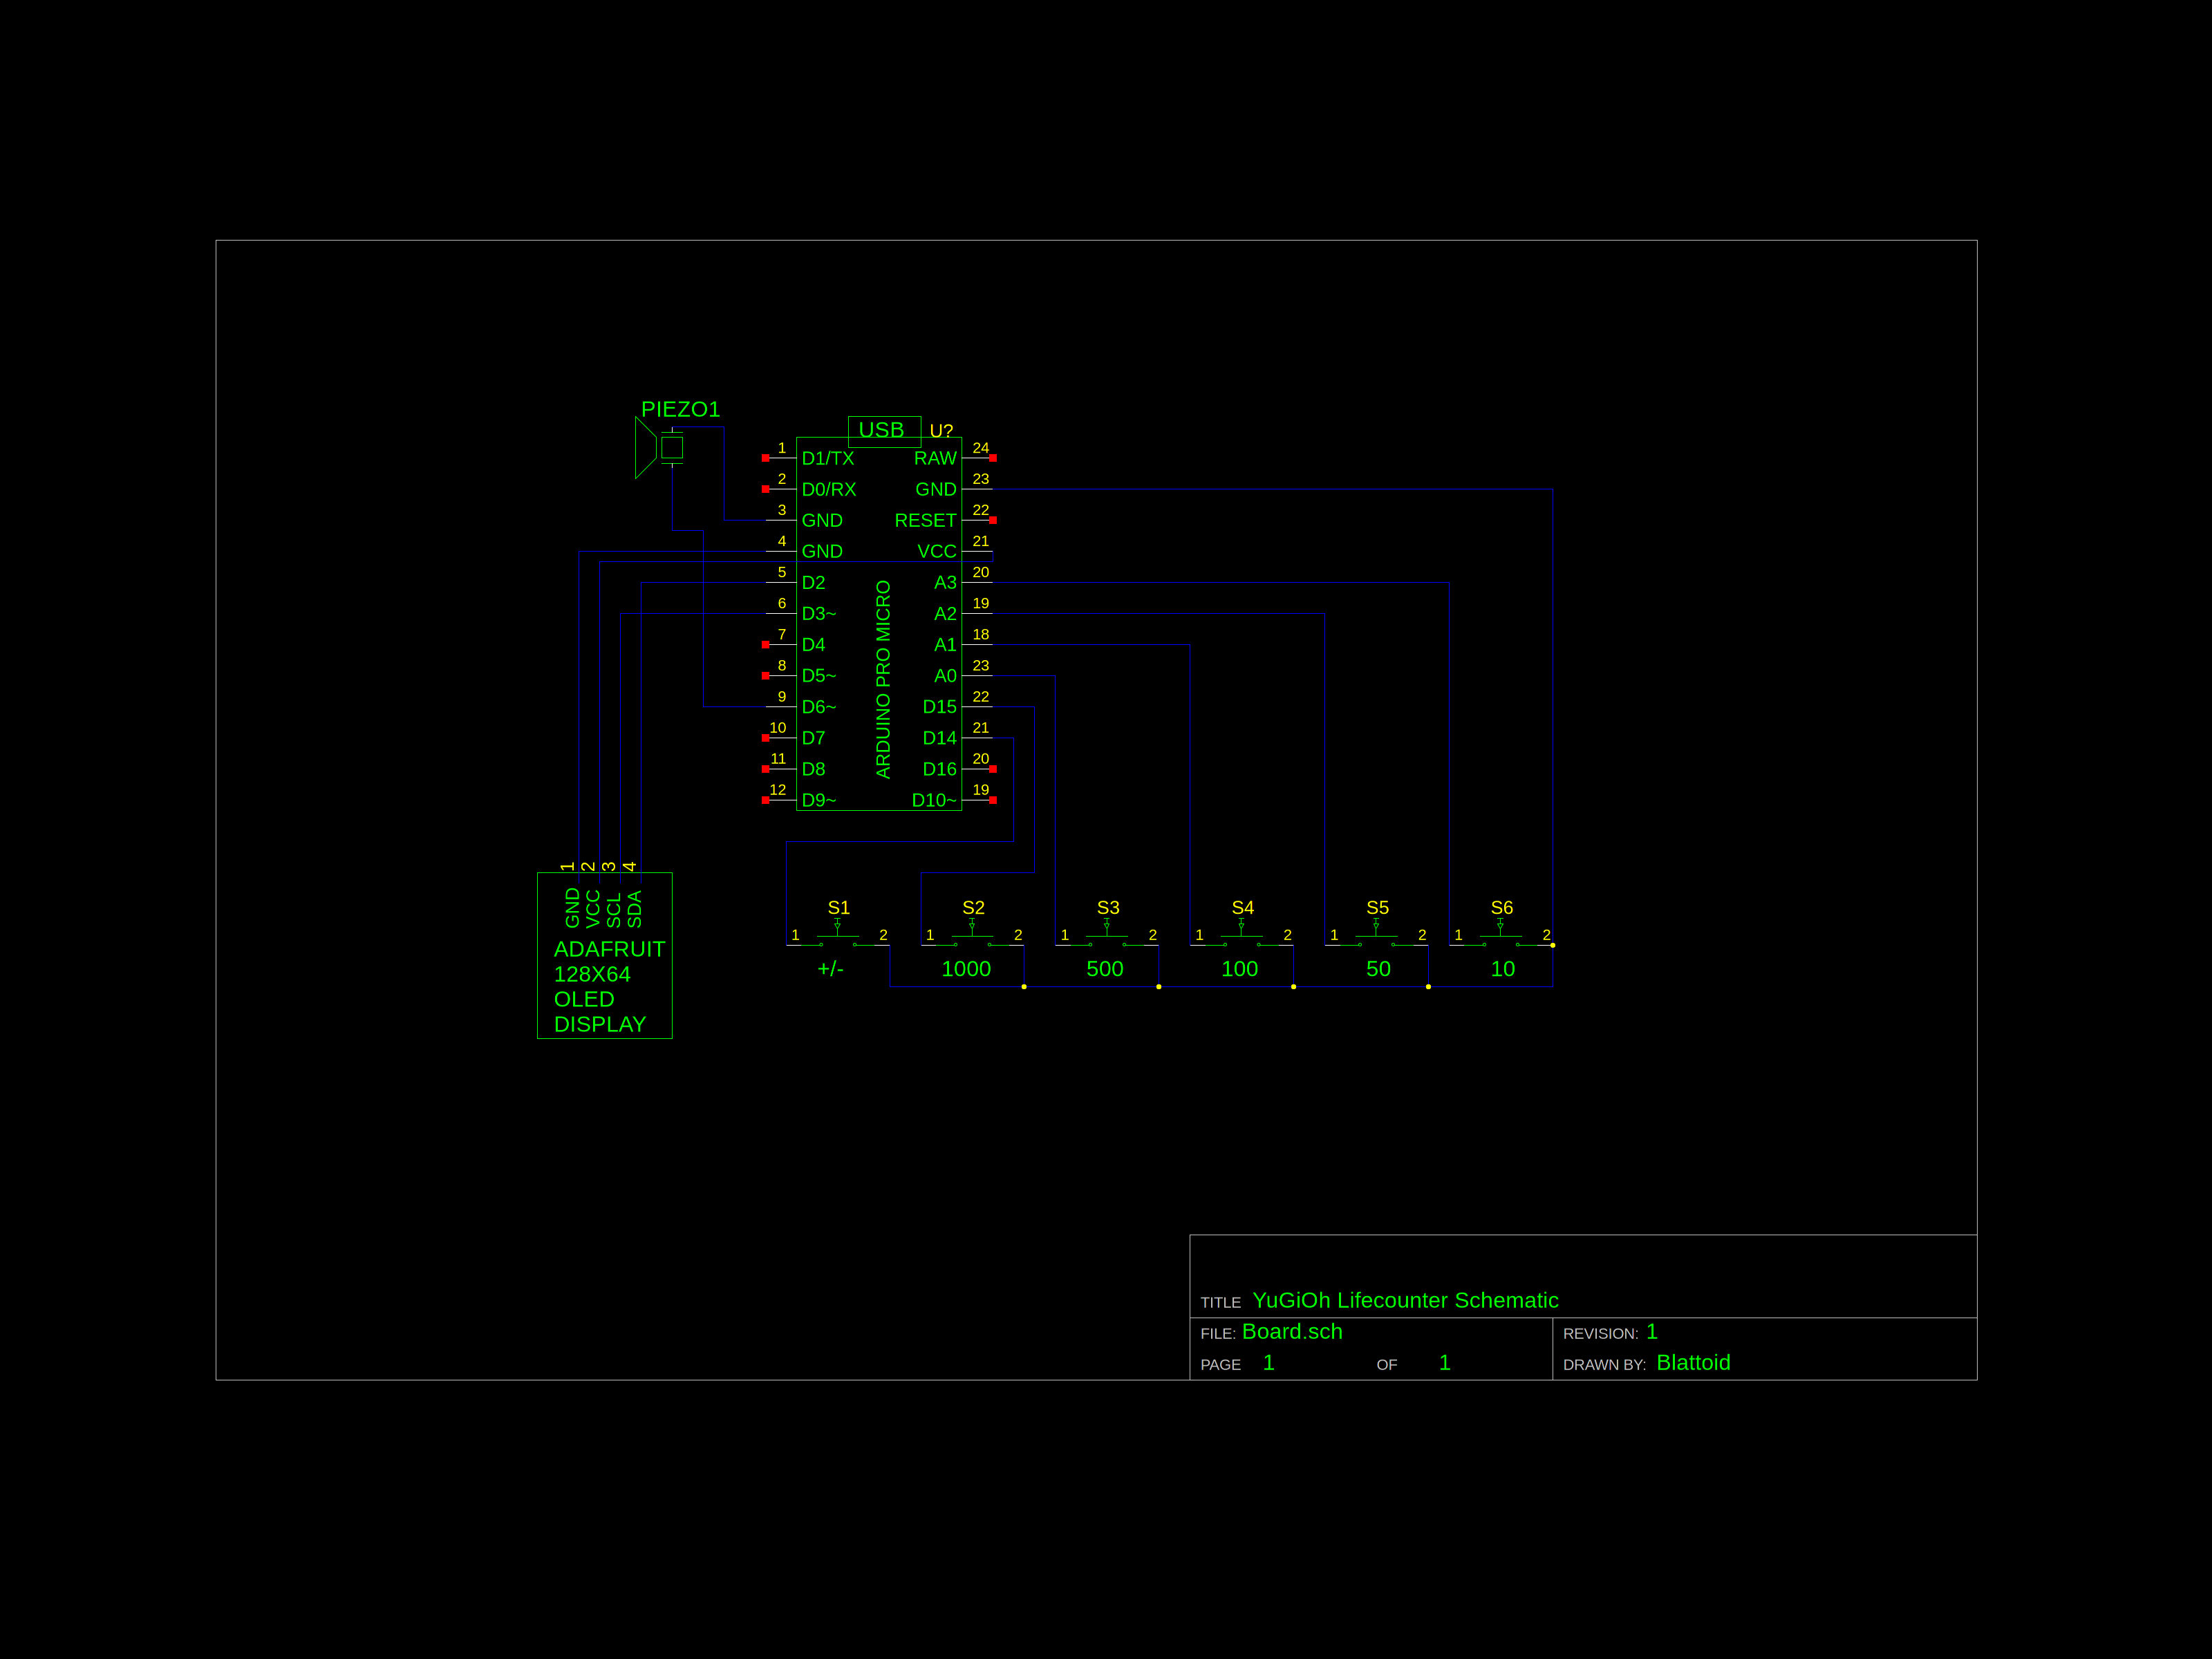 PIEZO1
USB
U?
1 D1/TX RAW 24
2 D0/RX GND 23
3 GND RESET 22
4 GND VCC 21
5 D2 A3 20
6 D3~ A2 19
7 D4 A1 18
8 D5~ A0 23
9 D6~ D15 22
10 D7 D14 21
11 D8 D16 20
12 D9~ D10~ 19
ARDUINO PRO MICRO
1 2 3 4
GND
VCC
SCL
SDA
ADAFRUIT
128X64
OLED
DISPLAY
S1 S2 S3 S4 S5 S6
1 2 1 2 1 2 1 2 1 2 1 2
+/- 1000 500 100 50 10
TITLE YuGiOh Lifecounter Schematic
FILE: Board.sch REVISION: 1
PAGE 1 OF 1 DRAWN BY: Blattoid